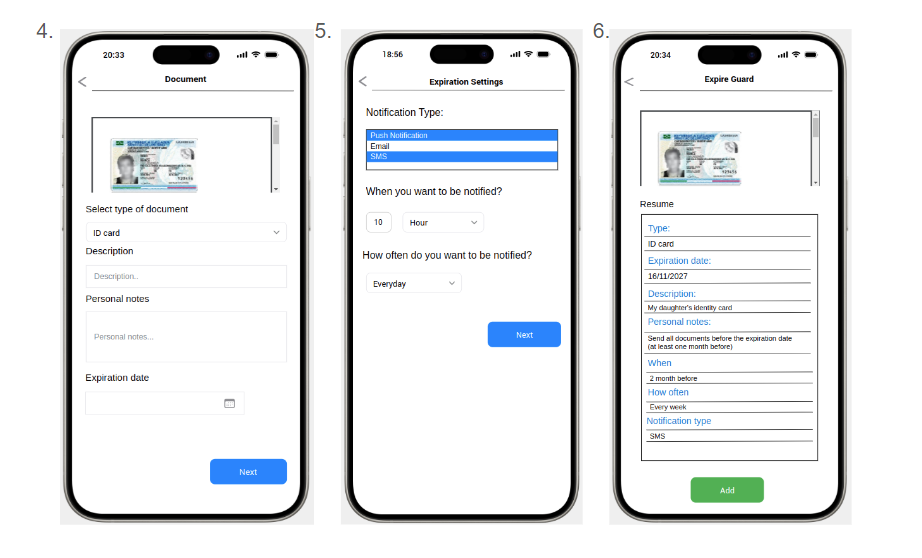 4.
20:33
Document
Select type of document
ID card
Description
Description..
Personal notes
Personal notes...
Expiration date
Next
5.
18:56
Expiration Settings
Notification Type:
Push Notification
Email
SMS
When you want to be notified?
10 Hour
How often do you want to be notified?
Everyday
Next
6.
20:34
Expire Guard
Resume
Type:
ID card
Expiration date:
16/11/2027
Description:
My daughter's identity card
Personal notes:
Send all documents before the expiration date
(at least one month before)
When
2 month before
How often
Every week
Notification type
SMS
Add